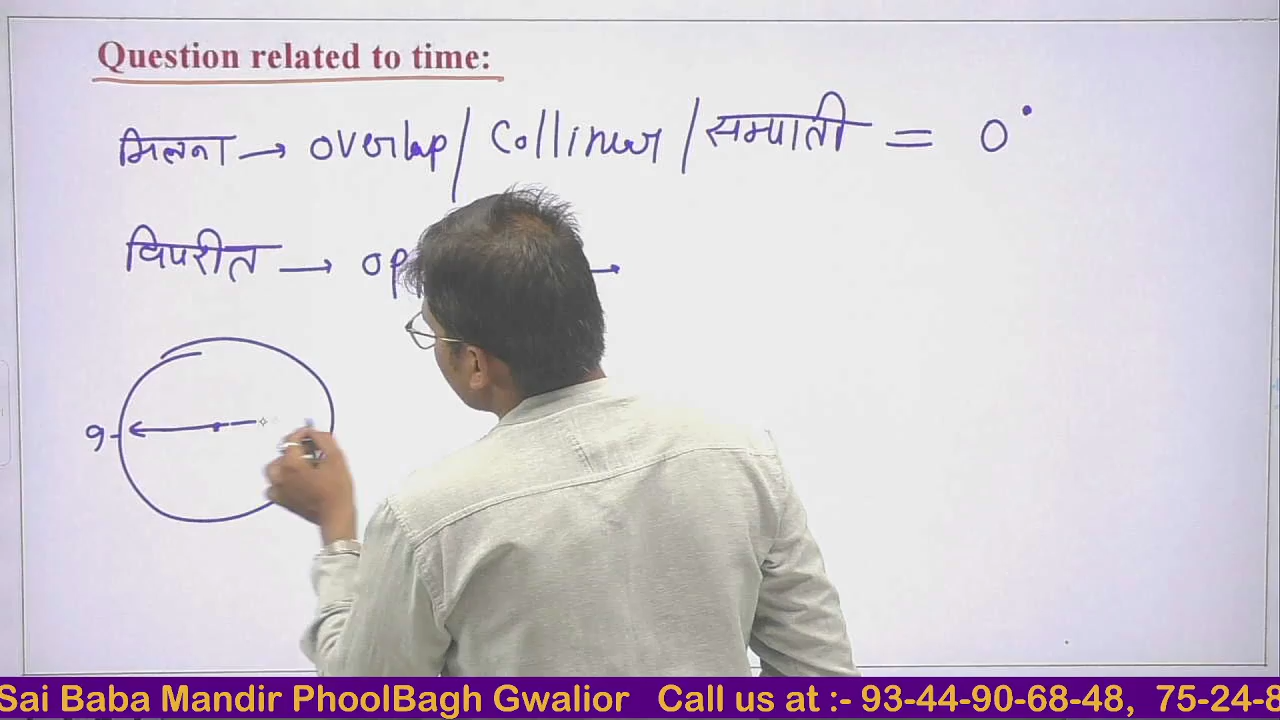 Question related to time:
मिलना → overlap / Collinear / सम्पाती = 0°
विपरीत → op →
9
Sai Baba Mandir PhoolBagh Gwalior Call us at :- 93-44-90-68-48, 75-24-8